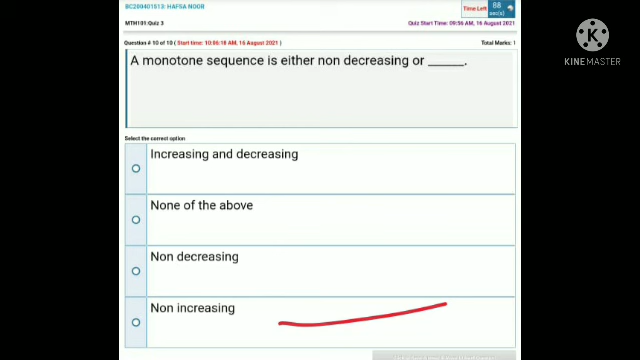 BC200401513: HAFSA NOOR
Time Left 88
sec(s)
MTH101 Quiz 3
Quiz Start Time: 09:56 AM, 16 August 2021
Question # 10 of 10 ( Start time: 10:06:18 AM, 16 August 2021 )
Total Marks: 1
A monotone sequence is either non decreasing or ______.
Select the correct option
Increasing and decreasing
None of the above
Non decreasing
Non increasing
K
KINEMASTER